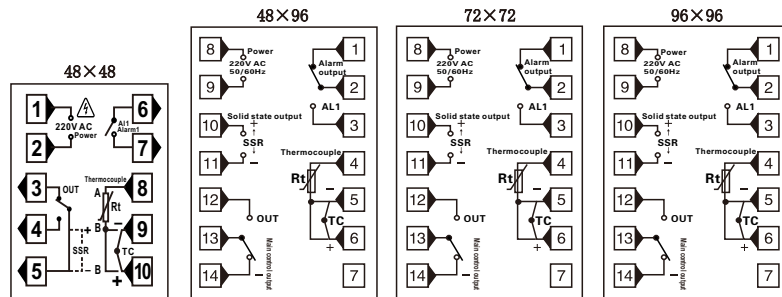 48×48
1
2
220V AC
Power
6
7
Al1
Alarm1
3
4
5
OUT
SSR
+
−
Thermocouple
A
Rt
B
B
−
TC
+
8
9
10
48×96
8
9
Power
220V AC
50/60Hz
1
2
3
Alarm
output
AL1
10
11
Solid state output
+
SSR
−
Thermocouple
Rt
4
5
6
−
TC
+
12
13
14
OUT
−
Main control output
7
72×72
8
9
Power
220V AC
50/60Hz
1
2
3
Alarm
output
AL1
10
11
Solid state output
+
SSR
−
Thermocouple
Rt
4
5
6
−
TC
+
12
13
14
OUT
−
Main control output
7
96×96
8
9
Power
220V AC
50/60Hz
1
2
3
Alarm
output
AL1
10
11
Solid state output
+
SSR
−
Thermocouple
Rt
4
5
6
−
TC
+
12
13
14
OUT
−
Main control output
7